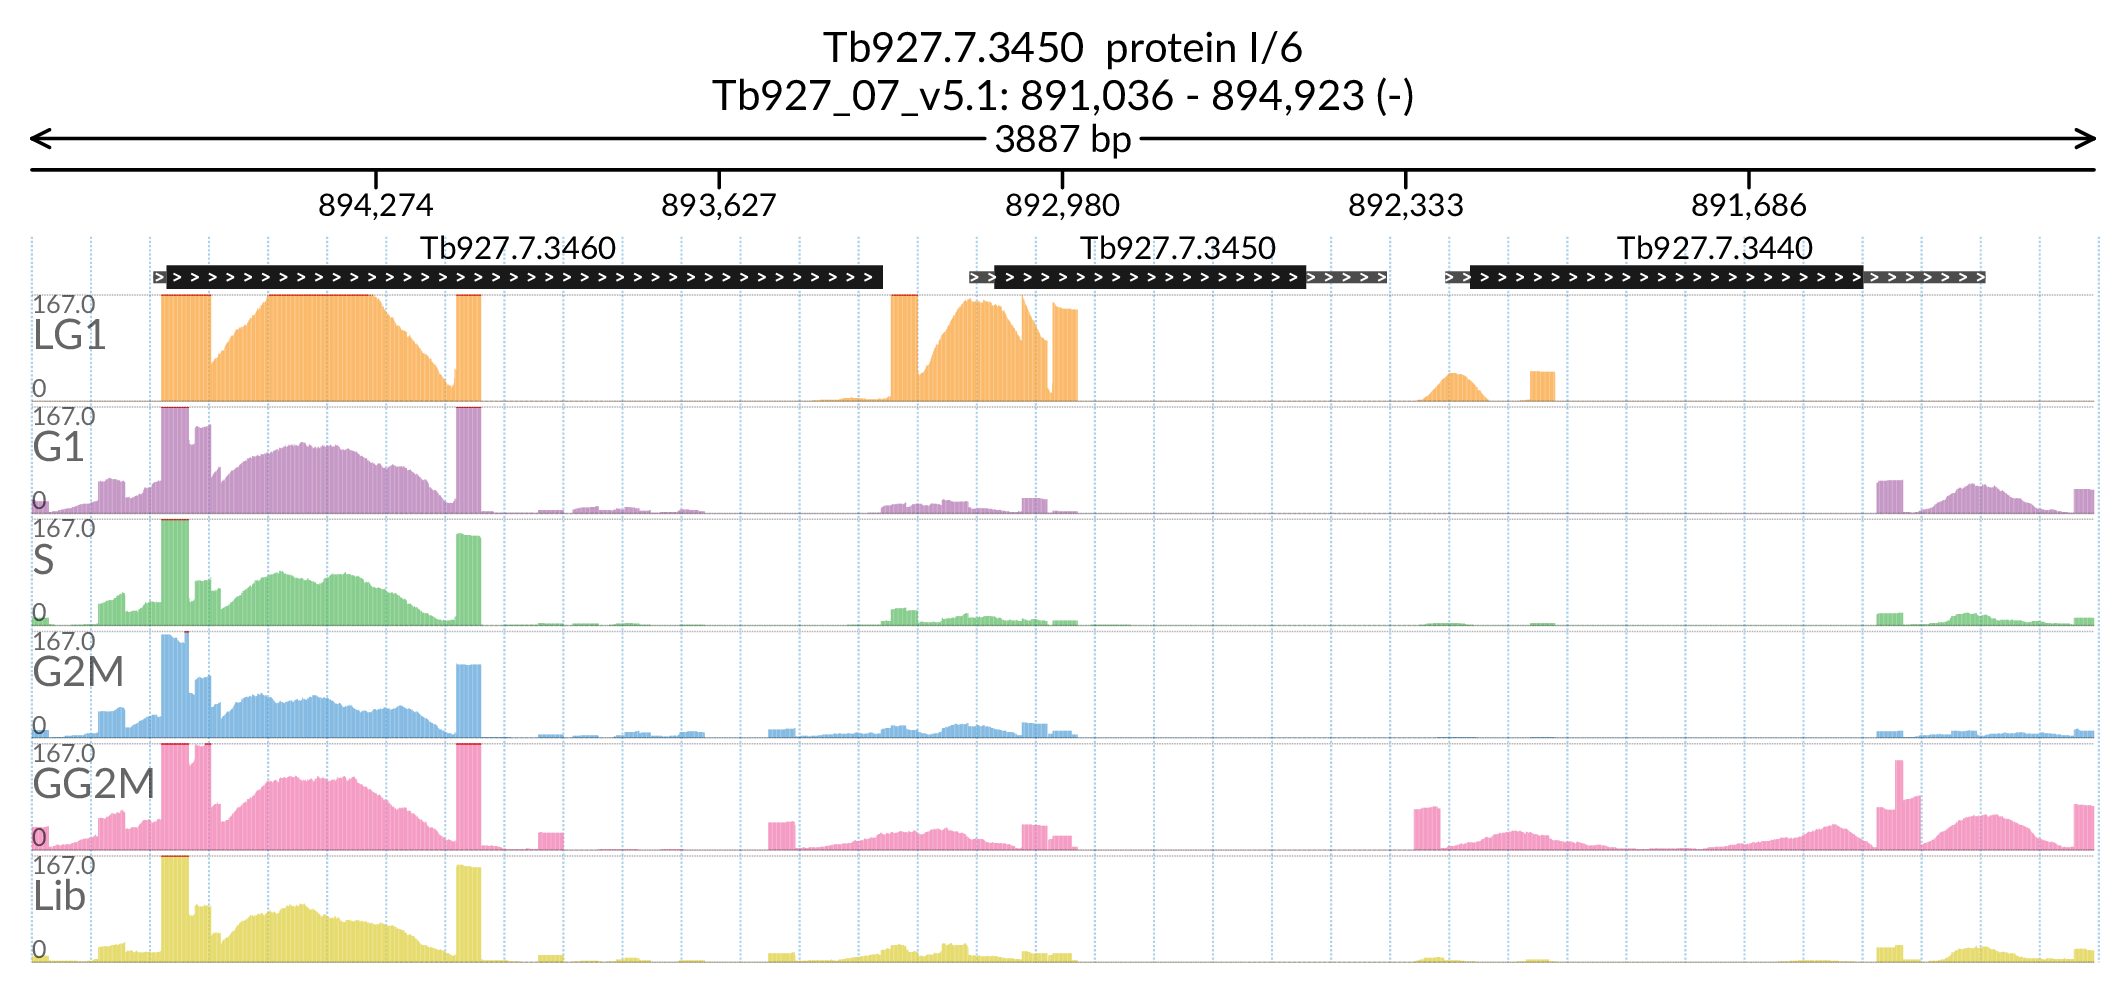 Tb927.7.3450 protein I/6
Tb927_07_v5.1: 891,036 - 894,923 (-)
3887 bp
894,274 893,627 892,980 892,333 891,686
Tb927.7.3460 Tb927.7.3450 Tb927.7.3440
167.0
LG1
0
167.0
G1
0
167.0
S
0
167.0
G2M
0
167.0
GG2M
0
167.0
Lib
0